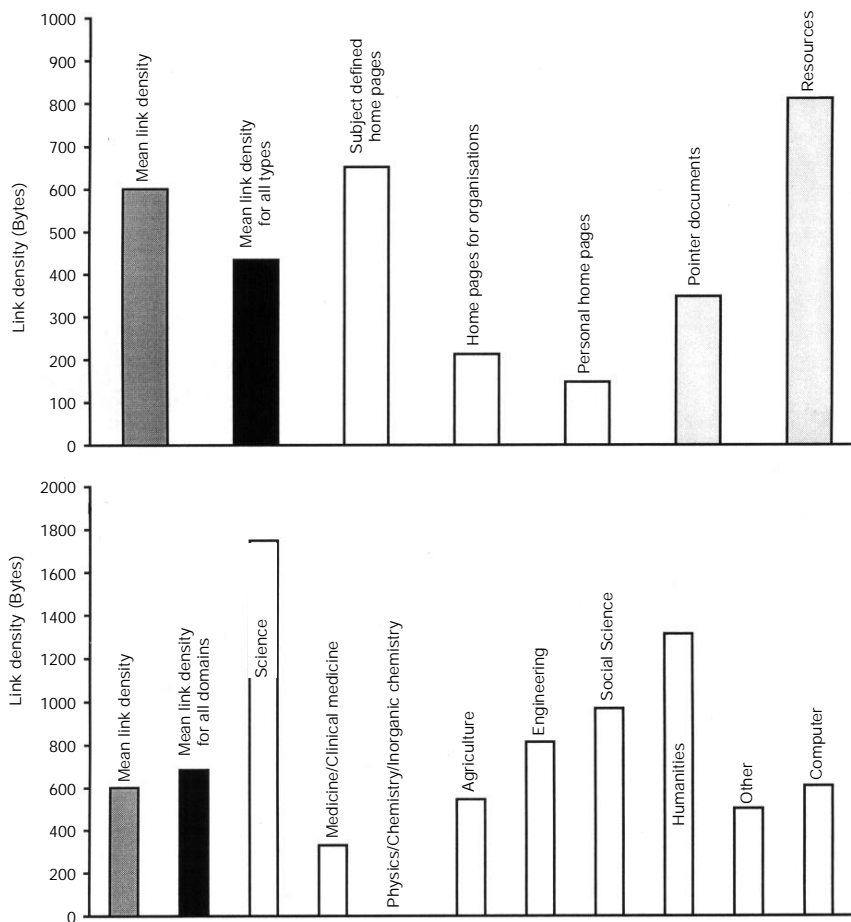 1000
900
800
700
600
500
400
300
200
100
0
Link density (Bytes)
Mean link density
Mean link density
for all types
Subject defined
home pages
Home pages for organisations
Personal home pages
Pointer documents
Resources
2000
1800
1600
1400
1200
1000
800
600
400
200
0
Link density (Bytes)
Mean link density
Mean link density
for all domains
Science
Medicine/Clinical medicine
Physics/Chemistry/Inorganic chemistry
Agriculture
Engineering
Social Science
Humanities
Other
Computer